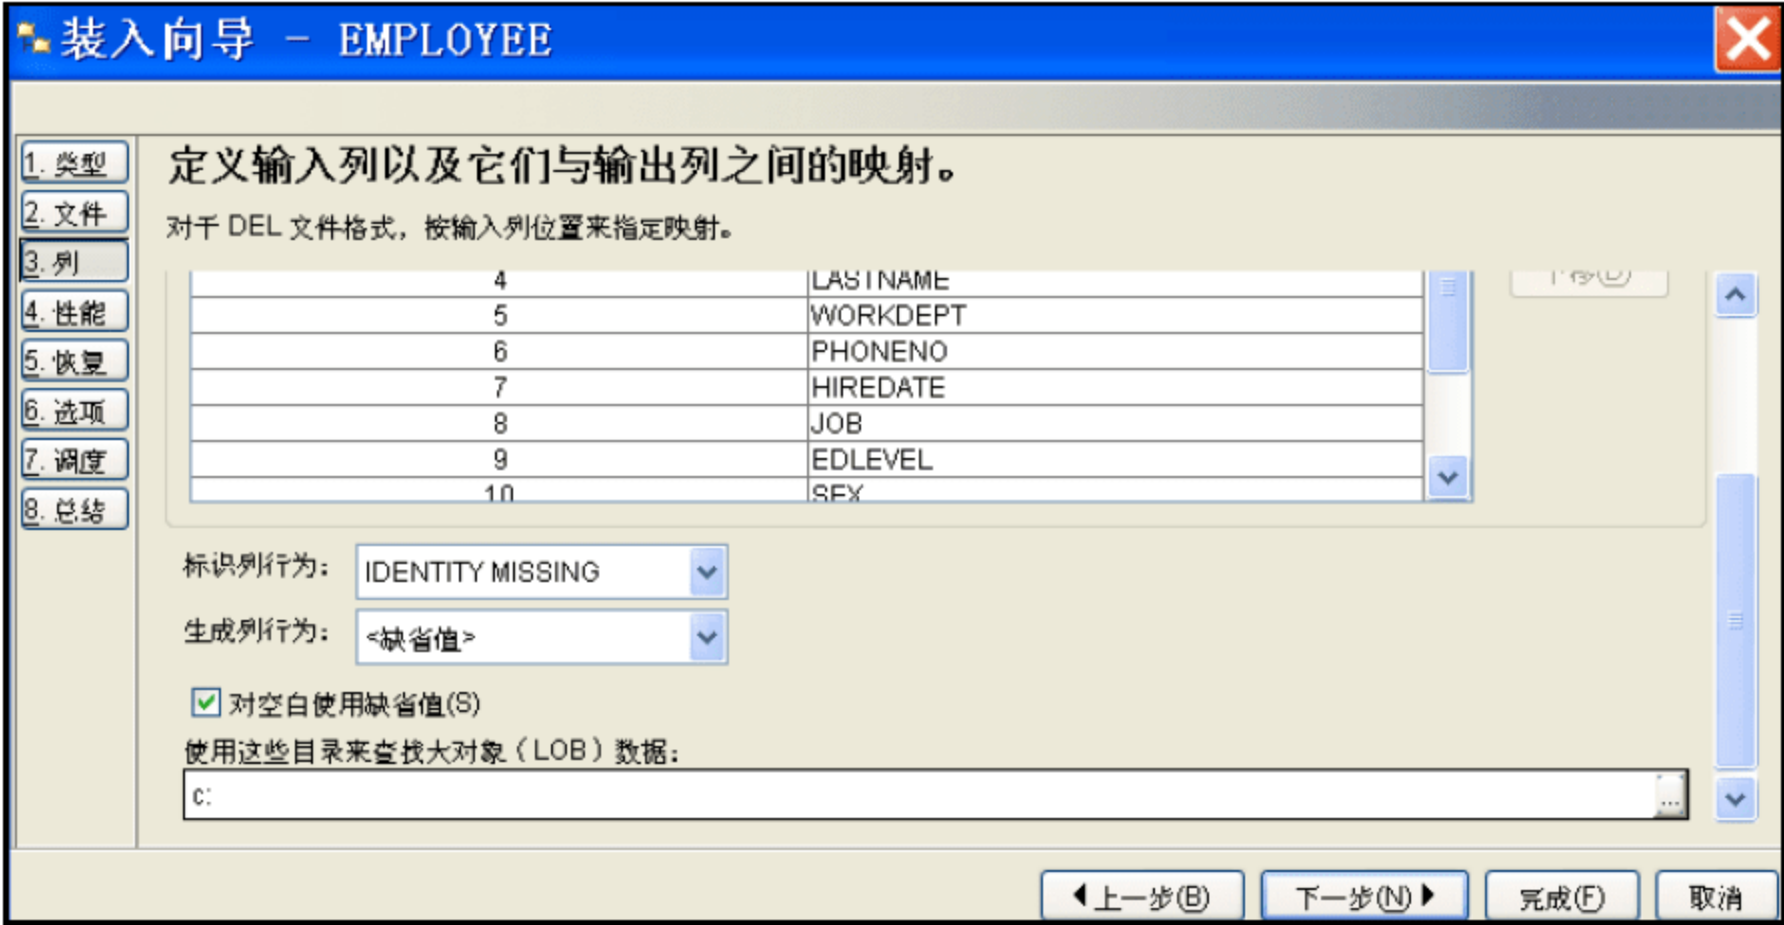 装入向导 - EMPLOYEE
1. 类型
2. 文件
3. 列
4. 性能
5. 恢复
6. 选项
7. 调度
8. 总结
定义输入列以及它们与输出列之间的映射。
对于 DEL 文件格式，按输入列位置来指定映射。
4 LASTNAME
5 WORKDEPT
6 PHONENO
7 HIREDATE
8 JOB
9 EDLEVEL
10 SEX
下移(D)
标识列行为： IDENTITY MISSING
生成列行为： <缺省值>
对空白使用缺省值(S)
使用这些目录来查找大对象（LOB）数据：
c:
...
上一步(B) 下一步(N) 完成(F) 取消